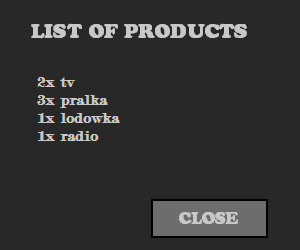 LIST OF PRODUCTS
2x tv
3x pralka
1x lodowka
1x radio
CLOSE